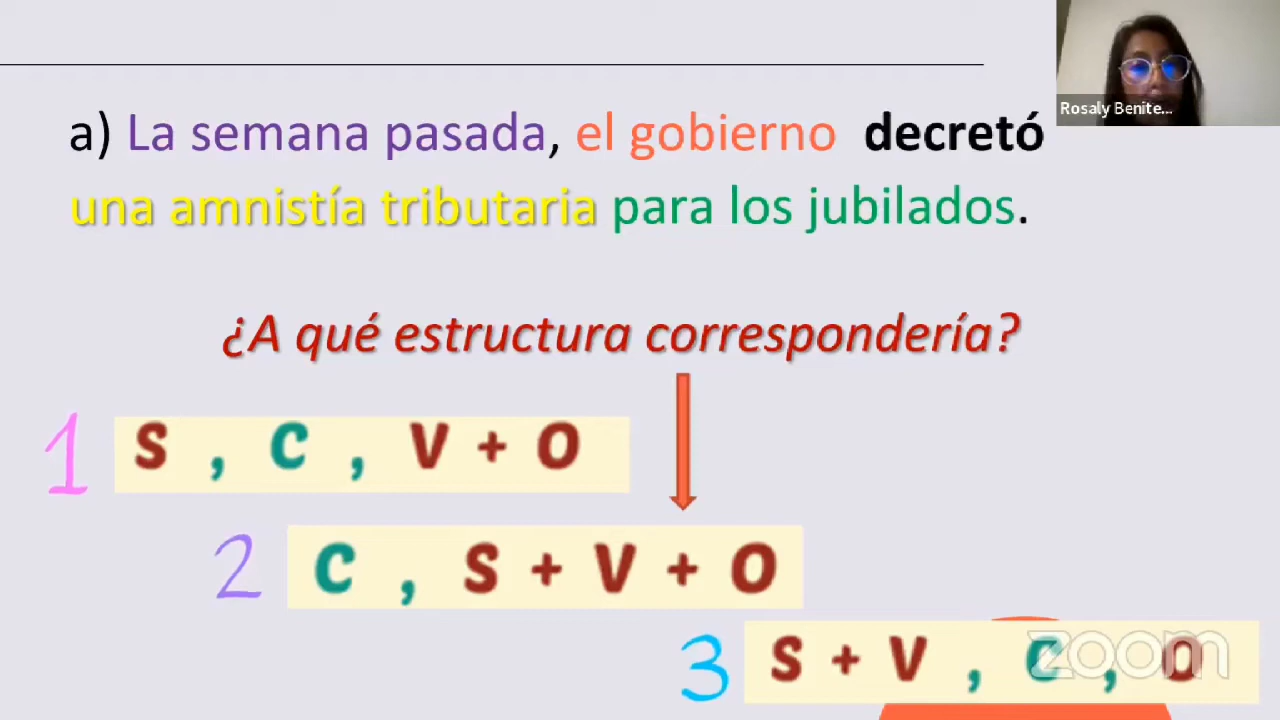 Rosaly Benite...
a) La semana pasada, el gobierno decretó
una amnistía tributaria para los jubilados.
¿A qué estructura correspondería?
1 S , C , V + O
2 C , S + V + O
3 S + V , C , O
zoom